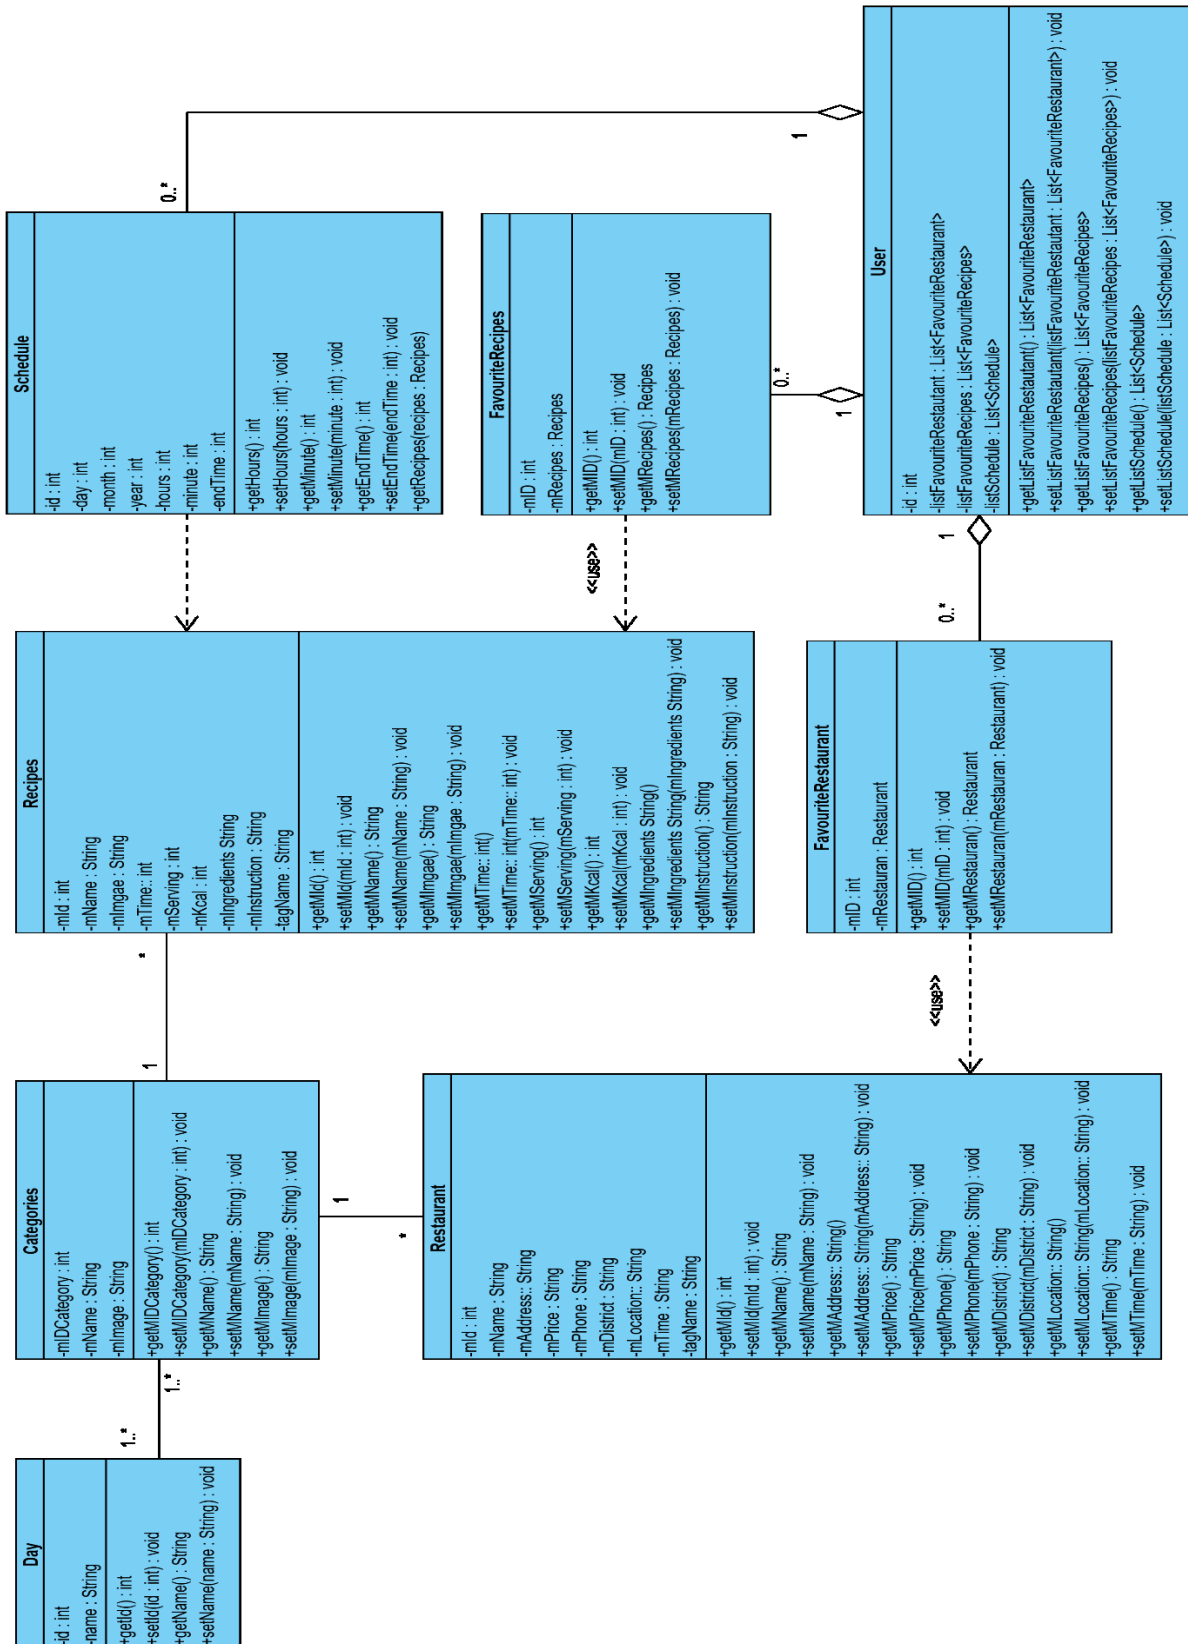 Day
-id : int
-name : String
+getId() : int
+setId(id : int) : void
+getName() : String
+setName(name : String) : void
1..*
1..*
Categories
-mIDCategory : int
-mName : String
-mImage : String
+getMIDCategory() : int
+setMIDCategory(mIDCategory : int) : void
+getMName() : String
+setMName(mName : String) : void
+getMImage() : String
+setMImage(mImage : String) : void
1
*
1
*
Recipes
-mId : int
-mName : String
-mImgae : String
-mTime:: int
-mServing : int
-mKcal : int
-mIngredients String
-mInstruction : String
-tagName : String
+getMId() : int
+setMId(mId : int) : void
+getMName() : String
+setMName(mName : String) : void
+getMImgae() : String
+setMImgae(mImgae : String) : void
+getMTime:: int()
+setMTime:: int(mTime:: int) : void
+getMServing() : int
+setMServing(mServing : int) : void
+getMKcal() : int
+setMKcal(mKcal : int) : void
+getMIngredients String()
+setMIngredients String(mIngredients String) : void
+getMInstruction() : String
+setMInstruction(mInstruction : String) : void
Schedule
-id : int
-day : int
-month : int
-year : int
-hours : int
-minute : int
-endTime : int
+getHours() : int
+setHours(hours : int) : void
+getMinute() : int
+setMinute(minute : int) : void
+getEndTime() : int
+setEndTime(endTime : int) : void
+getRecipes(recipes : Recipes)
0..*
1
Restaurant
-mId : int
-mName : String
-mAddress:: String
-mPrice : String
-mPhone : String
-mDistrict : String
-mLocation:: String
-mTime : String
-tagName : String
+getMId() : int
+setMId(mId : int) : void
+getMName() : String
+setMName(mName : String) : void
+getMAddress:: String()
+setMAddress:: String(mAddress:: String) : void
+getMPrice() : String
+setMPrice(mPrice : String) : void
+getMPhone() : String
+setMPhone(mPhone : String) : void
+getMDistrict() : String
+setMDistrict(mDistrict : String) : void
+getMLocation:: String()
+setMLocation:: String(mLocation:: String) : void
+getMTime() : String
+setMTime(mTime : String) : void
<<use>>
FavouriteRecipes
-mID : int
-mRecipes : Recipes
+getMID() : int
+setMID(mID : int) : void
+getMRecipes() : Recipes
+setMRecipes(mRecipes : Recipes) : void
0..*
1
<<use>>
FavouriteRestaurant
-mID : int
-mRestauran : Restaurant
+getMID() : int
+setMID(mID : int) : void
+getMRestauran() : Restaurant
+setMRestauran(mRestauran : Restaurant) : void
0..*
1
User
-id : int
-listFavouriteRestautant : List<FavouriteRestaurant>
-listFavouriteRecipes : List<FavouriteRecipes>
-listSchedule : List<Schedule>
+getListFavouriteRestautant() : List<FavouriteRestaurant>
+setListFavouriteRestautant(listFavouriteRestautant : List<FavouriteRestaurant>) : void
+getListFavouriteRecipes() : List<FavouriteRecipes>
+setListFavouriteRecipes(listFavouriteRecipes : List<FavouriteRecipes>) : void
+getListSchedule() : List<Schedule>
+setListSchedule(listSchedule : List<Schedule>) : void